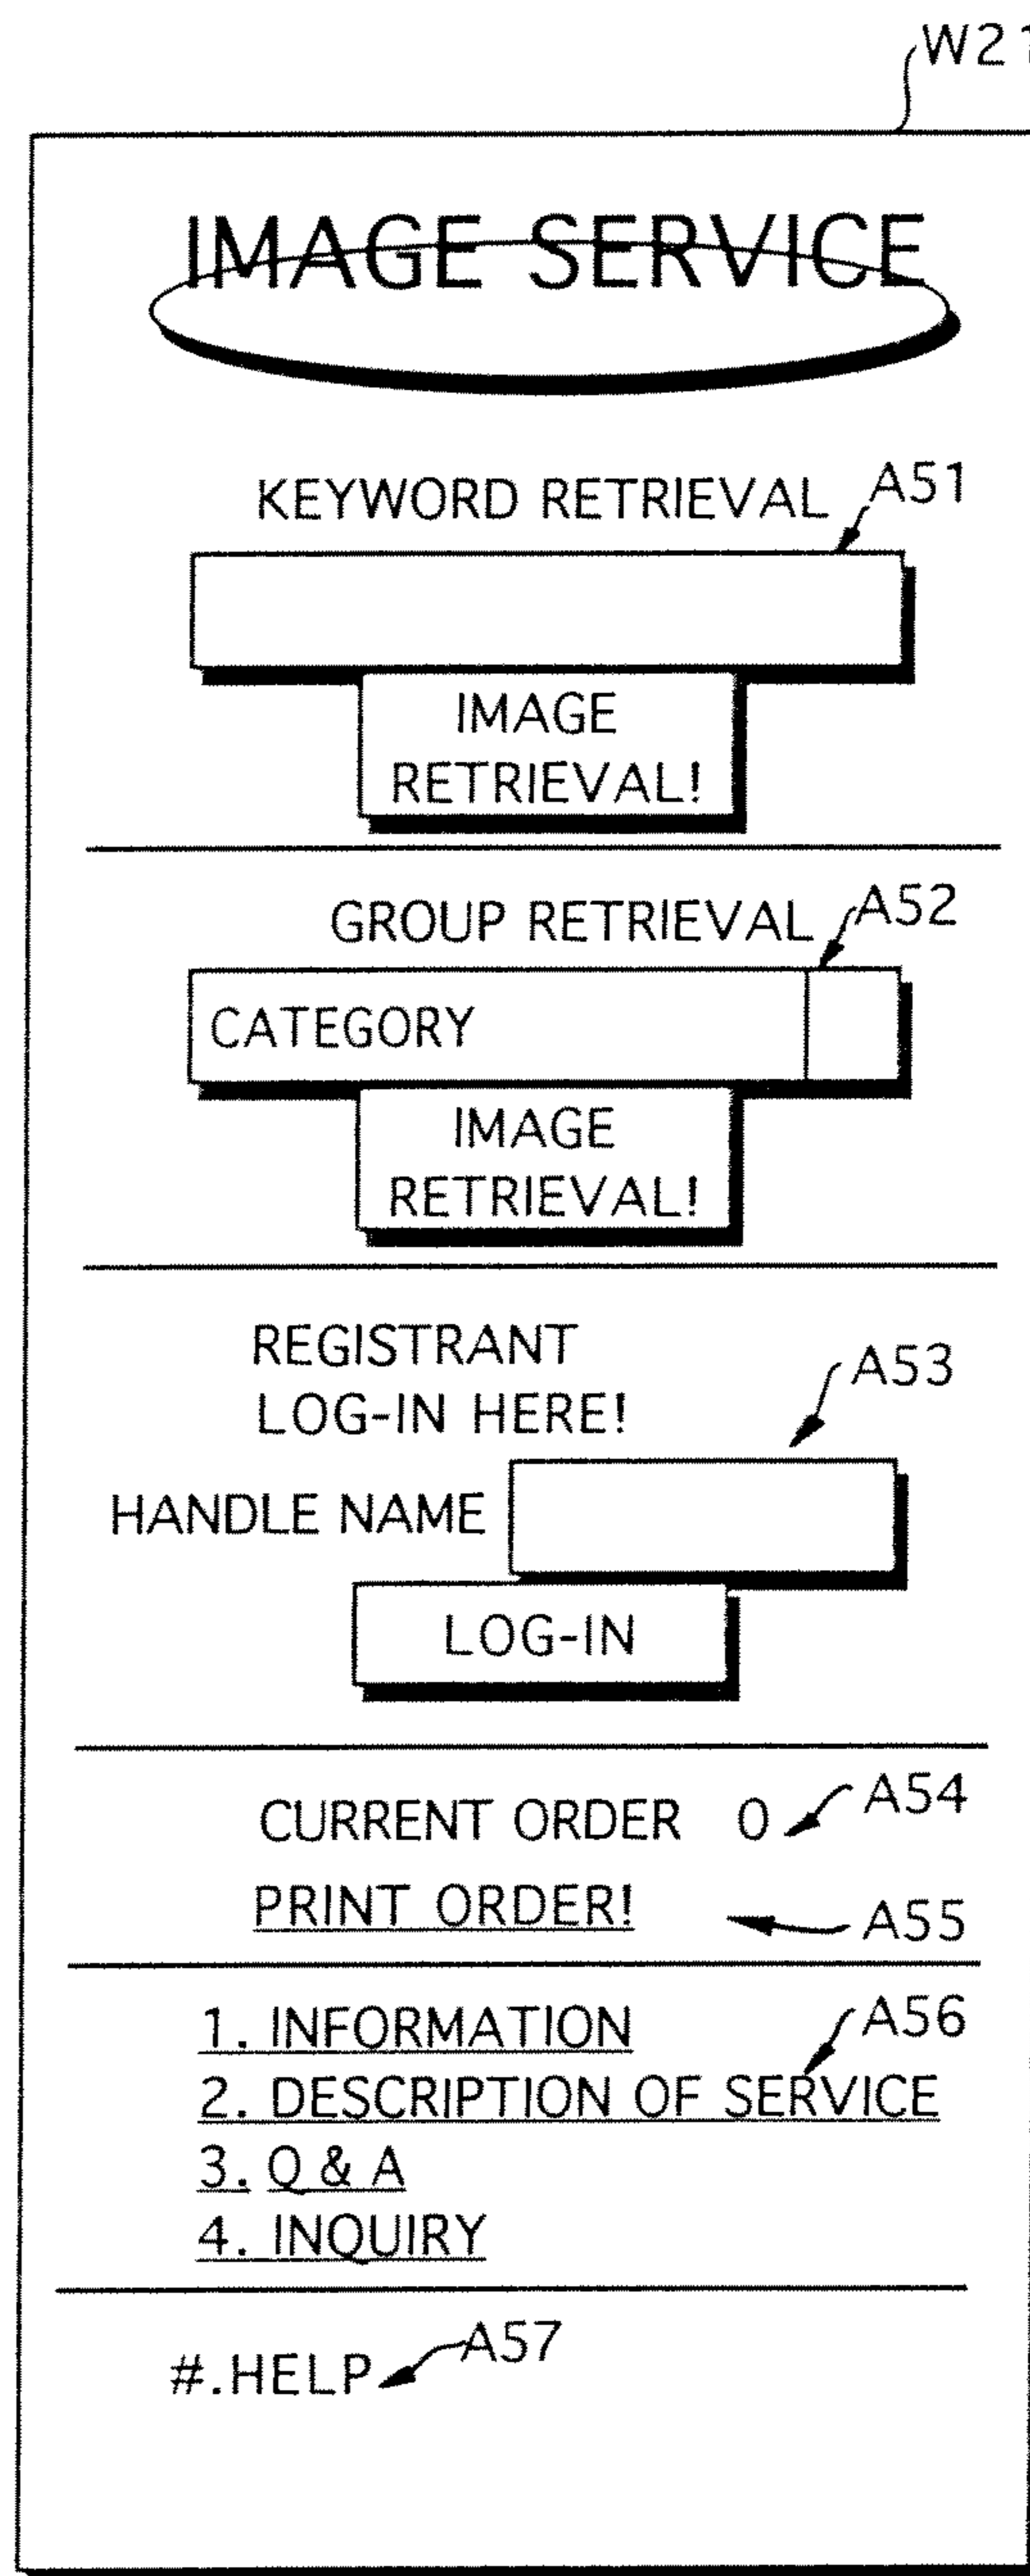 W21
IMAGE SERVICE
KEYWORD RETRIEVAL A51
IMAGE
RETRIEVAL!
GROUP RETRIEVAL A52
CATEGORY
IMAGE
RETRIEVAL!
REGISTRANT
LOG-IN HERE!
A53
HANDLE NAME
LOG-IN
CURRENT ORDER 0 A54
PRINT ORDER! A55
1. INFORMATION A56
2. DESCRIPTION OF SERVICE
3. Q & A
4. INQUIRY
#.HELP A57